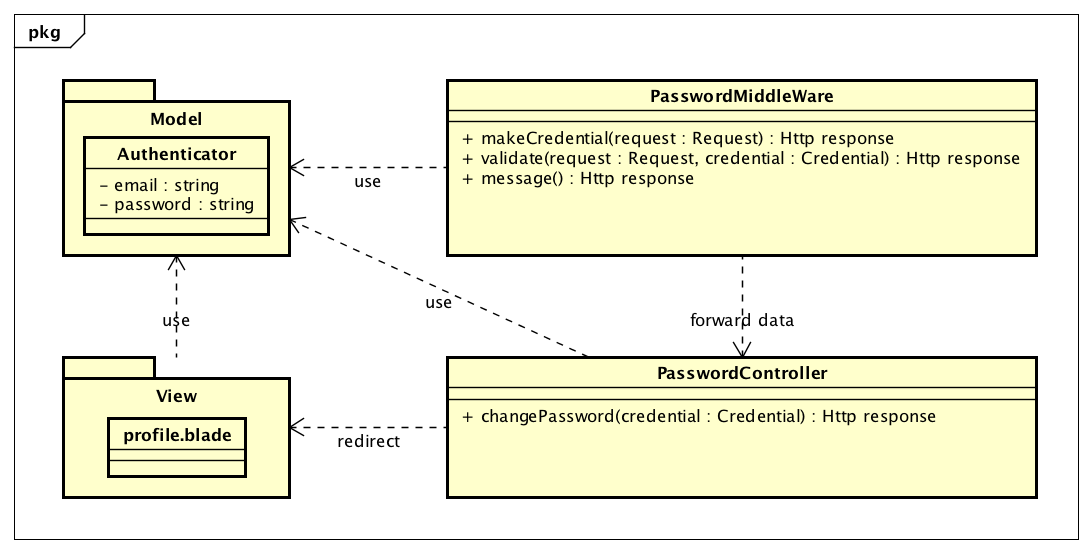 pkg
Model
Authenticator
- email : string
- password : string
PasswordMiddleWare
+ makeCredential(request : Request) : Http response
+ validate(request : Request, credential : Credential) : Http response
+ message() : Http response
use
use
use
forward data
View
profile.blade
redirect
PasswordController
+ changePassword(credential : Credential) : Http response